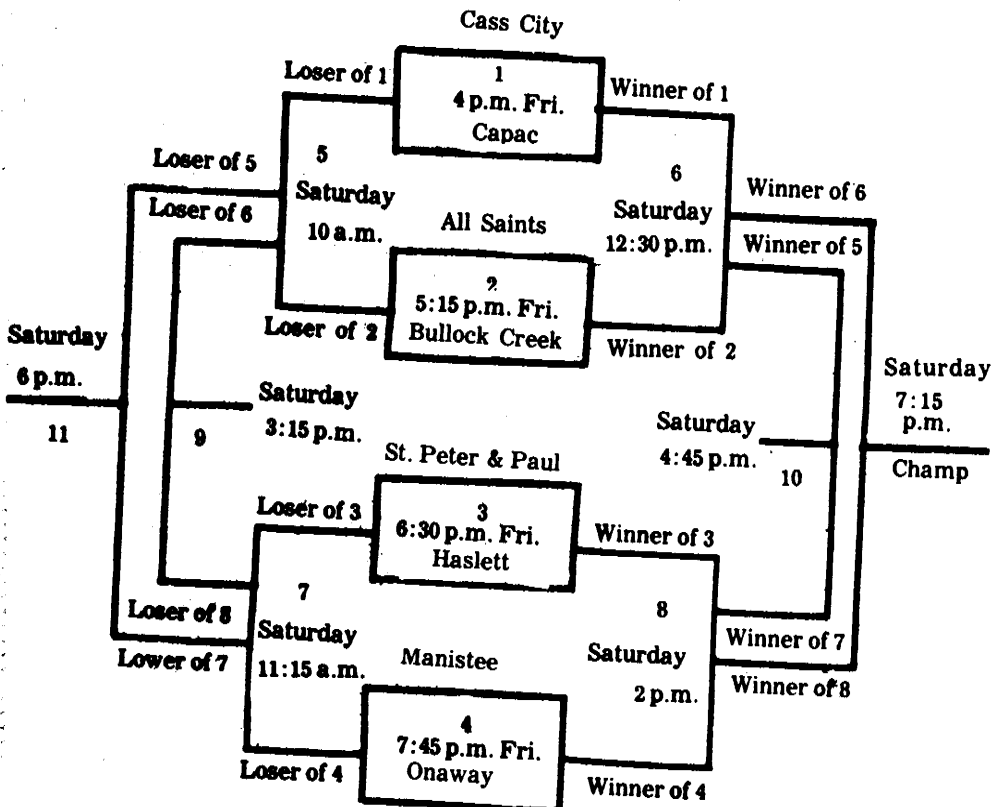 Cass City
Loser of 1
1
4 p.m. Fri.
Capac
Winner of 1
Loser of 5
Loser of 6
5
Saturday
10 a.m.
6
Saturday
12:30 p.m.
Winner of 6
Winner of 5
All Saints
2
5:15 p.m. Fri.
Bullock Creek
Loser of 2
Winner of 2
Saturday
6 p.m.
11
9
Saturday
3:15 p.m.
Saturday
4:45 p.m.
10
Saturday
7:15
p.m.
Champ
St. Peter & Paul
Loser of 3
3
6:30 p.m. Fri.
Haslett
Winner of 3
7
Saturday
11:15 a.m.
8
Saturday
2 p.m.
Loser of 8
Lower of 7
Winner of 7
Winner of 8
Manistee
4
7:45 p.m. Fri.
Onaway
Loser of 4
Winner of 4